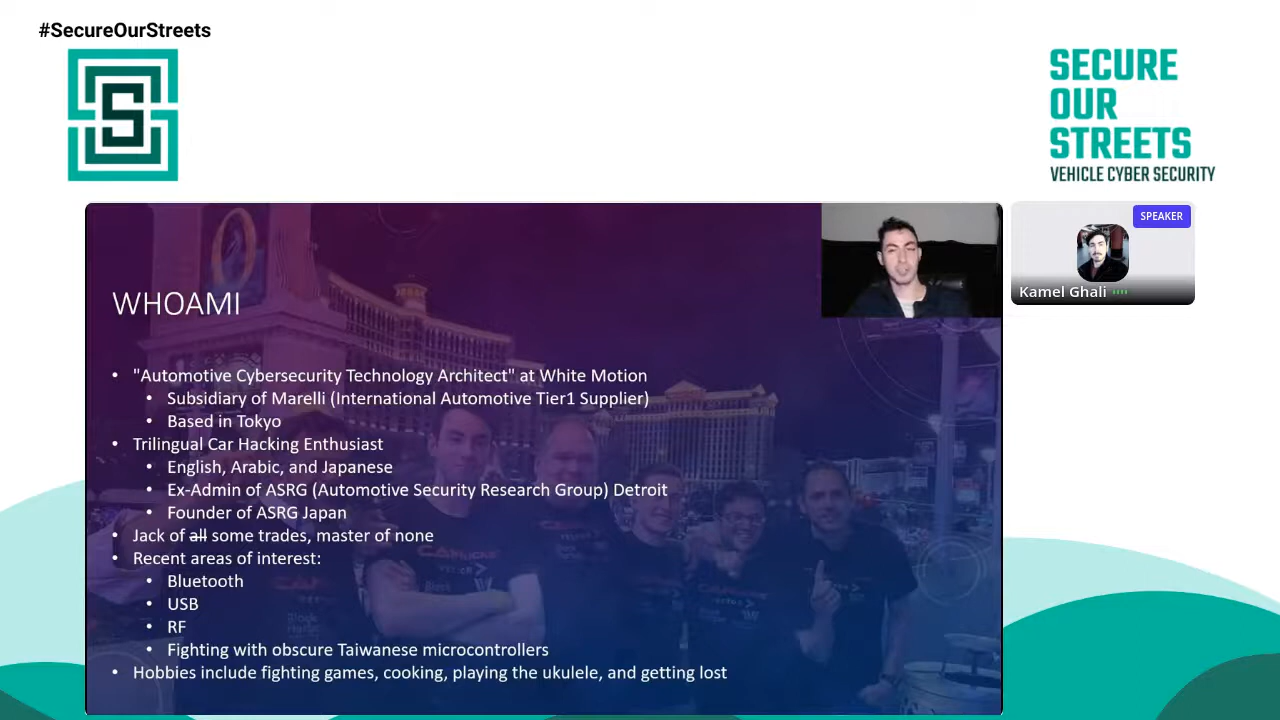 #SecureOurStreets
S
SECURE
OUR
STREETS
VEHICLE CYBER SECURITY
SPEAKER
Kamel Ghali
WHOAMI
• "Automotive Cybersecurity Technology Architect" at White Motion
• Subsidiary of Marelli (International Automotive Tier1 Supplier)
• Based in Tokyo
• Trilingual Car Hacking Enthusiast
• English, Arabic, and Japanese
• Ex-Admin of ASRG (Automotive Security Research Group) Detroit
• Founder of ASRG Japan
• Jack of all some trades, master of none
• Recent areas of interest:
• Bluetooth
• USB
• RF
• Fighting with obscure Taiwanese microcontrollers
• Hobbies include fighting games, cooking, playing the ukulele, and getting lost